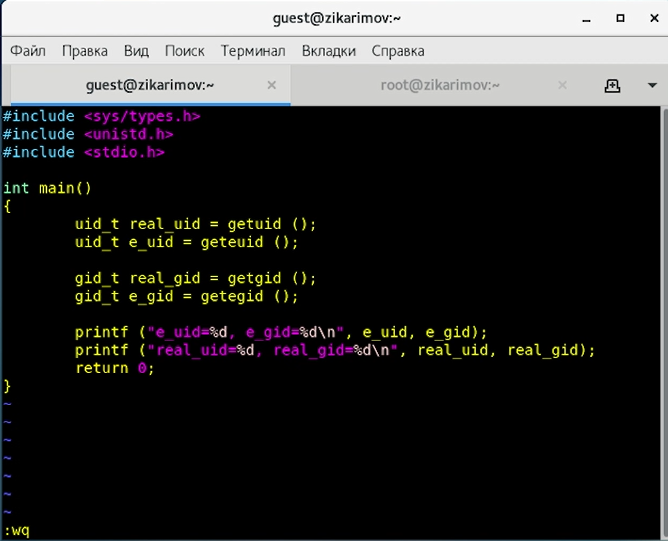 guest@zikarimov:~
Файл Правка Вид Поиск Терминал Вкладки Справка
guest@zikarimov:~ × root@zikarimov:~ ×
#include <sys/types.h>
#include <unistd.h>
#include <stdio.h>

int main()
{
        uid_t real_uid = getuid ();
        uid_t e_uid = geteuid ();

        gid_t real_gid = getgid ();
        gid_t e_gid = getegid ();

        printf ("e_uid=%d, e_gid=%d\n", e_uid, e_gid);
        printf ("real_uid=%d, real_gid=%d\n", real_uid, real_gid);
        return 0;
}
~
~
~
~
~
~
~
:wq